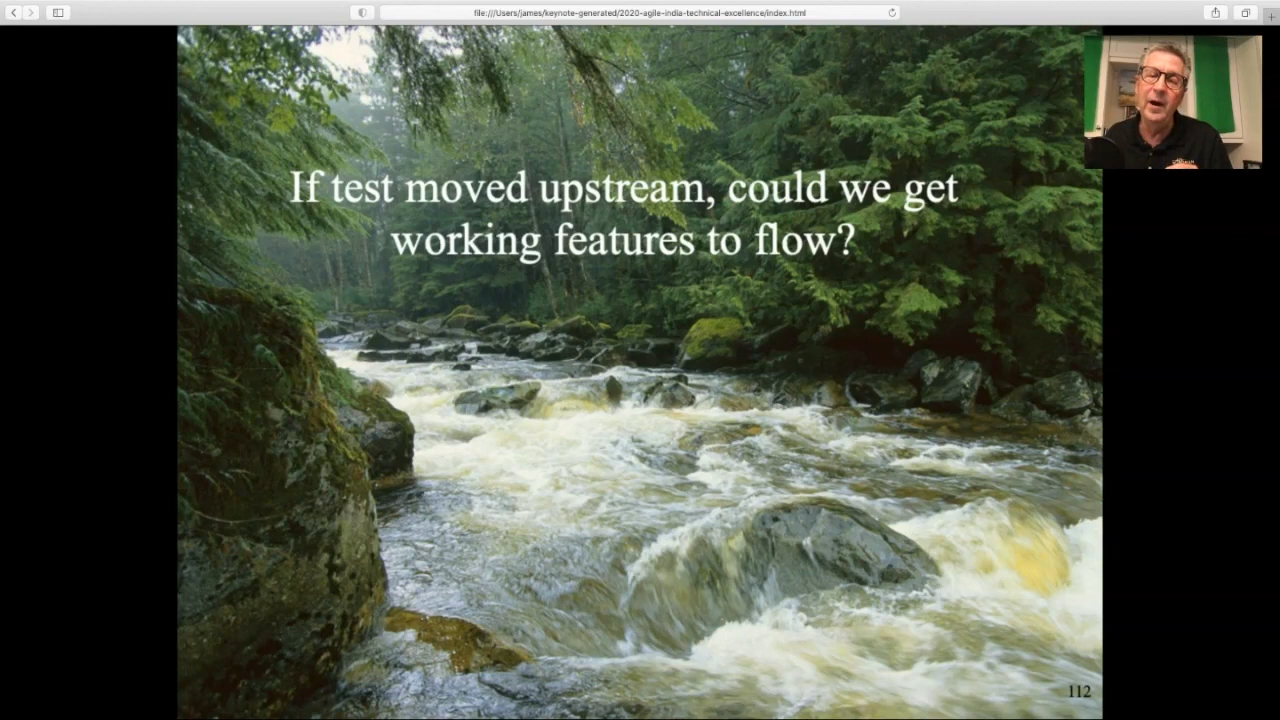 file:///Users/james/keynote-generated/2020-agile-india-technical-excellence/index.html
If test moved upstream, could we get
working features to flow?
112